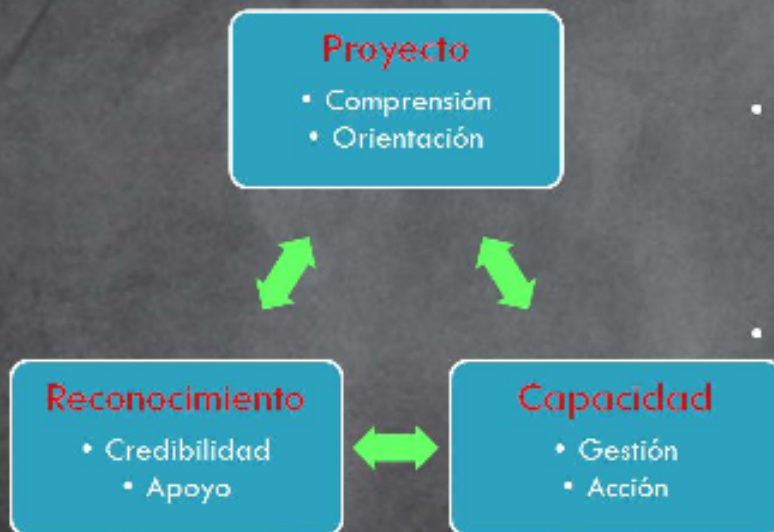 Proyecto
• Comprensión
• Orientación
Reconocimiento
• Credibilidad
• Apoyo
Capacidad
• Gestión
• Acción